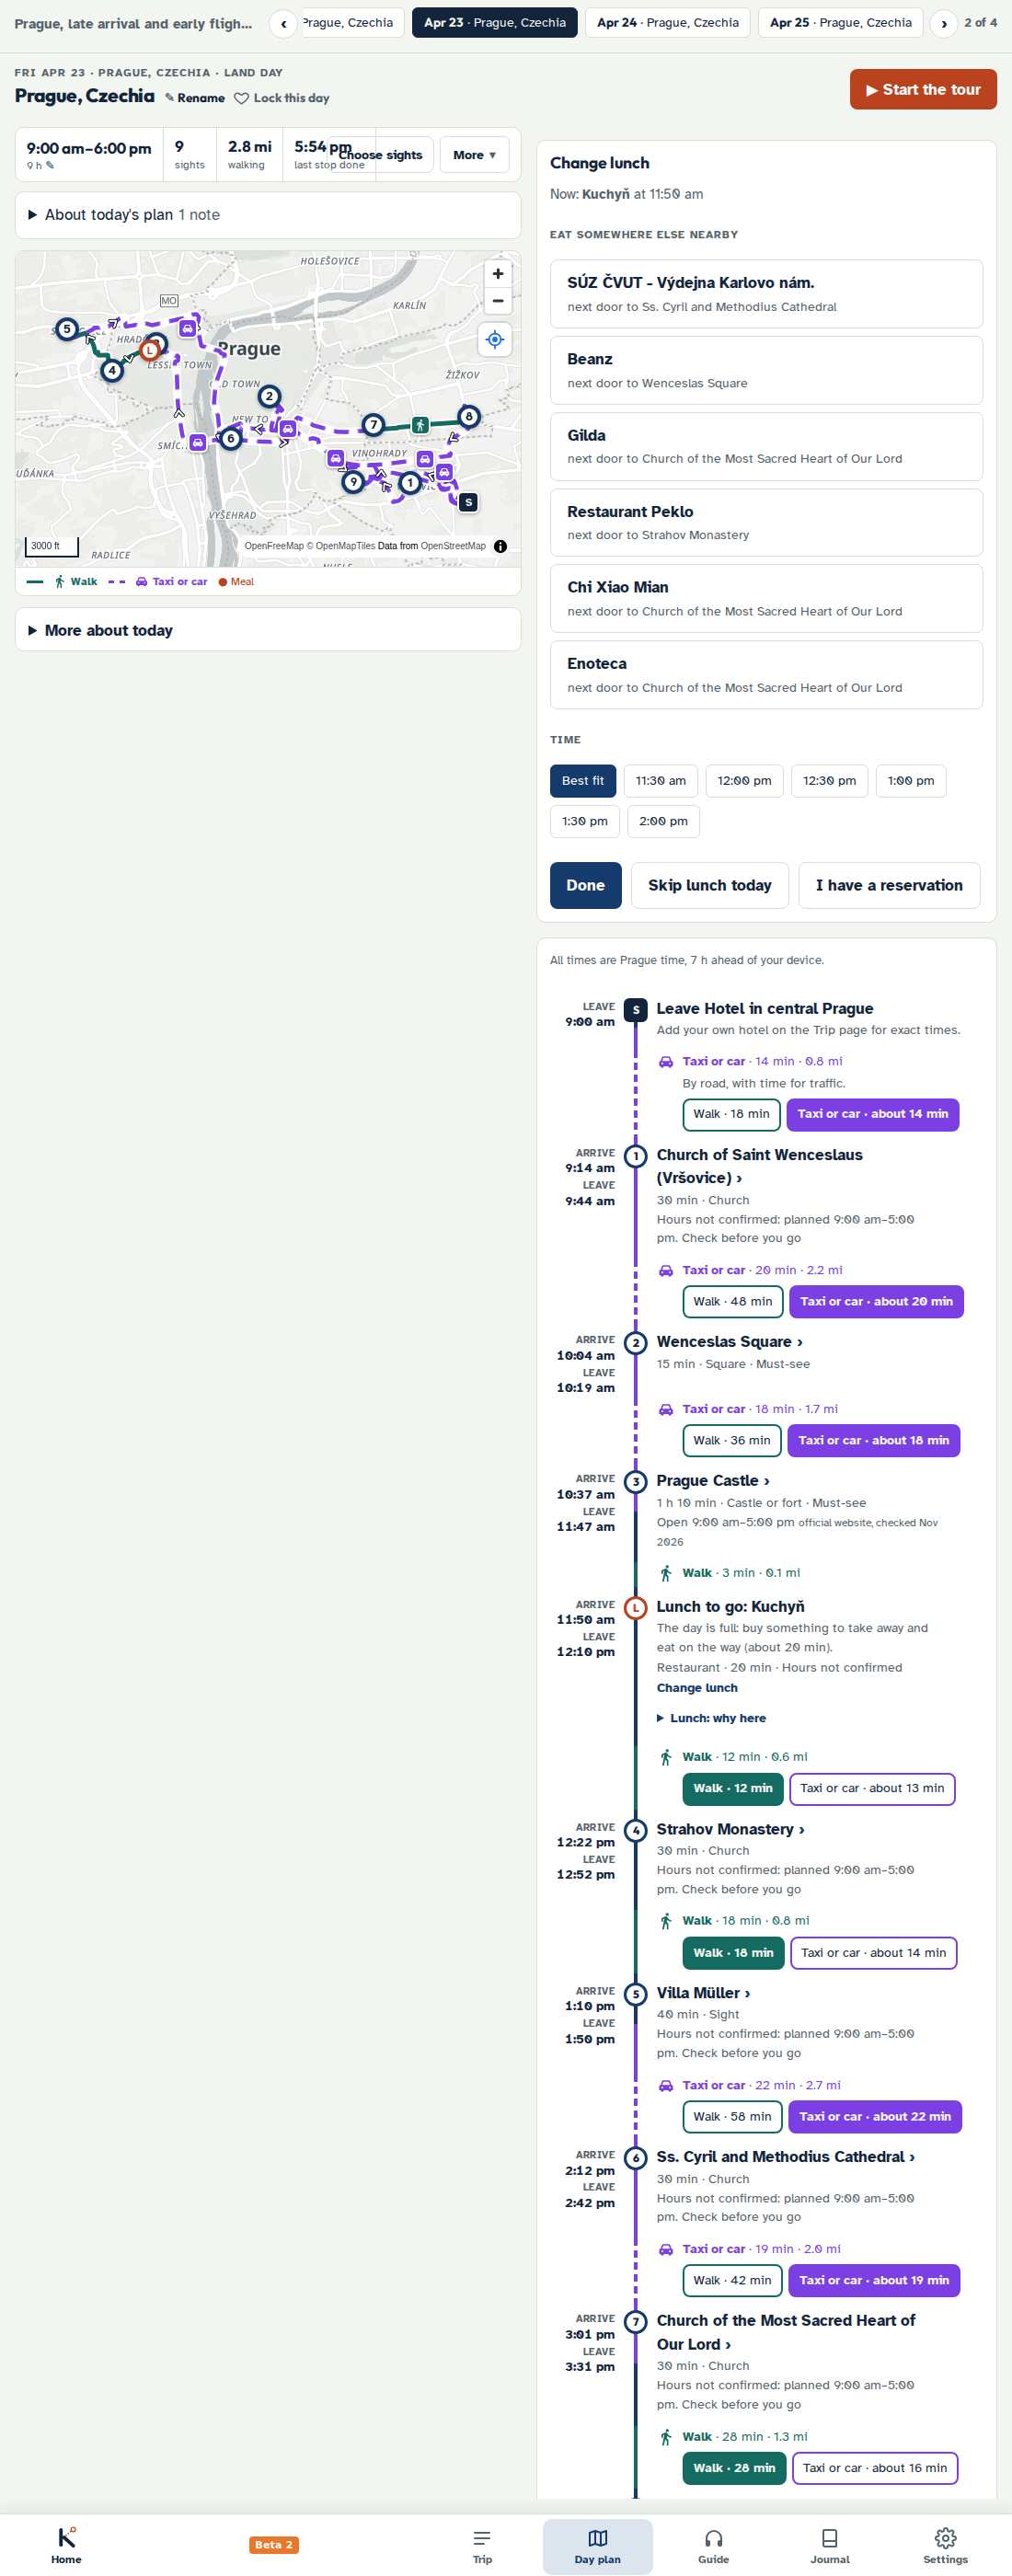 Prague, late arrival and early fligh...
‹
Prague, Czechia
Apr 23 · Prague, Czechia
Apr 24 · Prague, Czechia
Apr 25 · Prague, Czechia
›
2 of 4
FRI APR 23 · PRAGUE, CZECHIA · LAND DAY
Prague, Czechia
✎ Rename
Lock this day
▶ Start the tour
9:00 am–6:00 pm
9 h ✎
9
sights
2.8 mi
walking
5:54 pm
last stop done
Choose sights
More ▾
▶ About today's plan 1 note
HOLEŠOVICE
KARLÍN
MO
HRAD
Prague
LESS
TOWN
D TOWN
ŽIŽKOV
NEW TO
SMÍC
VINOHRADY
UĎÁNKA
VYŠEHRAD
RADLICE
5
L
4
2
6
7
8
9
1
S
+
−
3000 ft
OpenFreeMap © OpenMapTiles Data from OpenStreetMap
Walk
Taxi or car
Meal
▶ More about today
Change lunch
Now: Kuchyň at 11:50 am
EAT SOMEWHERE ELSE NEARBY
SÚZ ČVUT - Výdejna Karlovo nám.
next door to Ss. Cyril and Methodius Cathedral
Beanz
next door to Wenceslas Square
Gilda
next door to Church of the Most Sacred Heart of Our Lord
Restaurant Peklo
next door to Strahov Monastery
Chi Xiao Mian
next door to Church of the Most Sacred Heart of Our Lord
Enoteca
next door to Church of the Most Sacred Heart of Our Lord
TIME
Best fit
11:30 am
12:00 pm
12:30 pm
1:00 pm
1:30 pm
2:00 pm
Done
Skip lunch today
I have a reservation
All times are Prague time, 7 h ahead of your device.
LEAVE
9:00 am
S
Leave Hotel in central Prague
Add your own hotel on the Trip page for exact times.
Taxi or car · 14 min · 0.8 mi
By road, with time for traffic.
Walk · 18 min
Taxi or car · about 14 min
ARRIVE
9:14 am
LEAVE
9:44 am
1
Church of Saint Wenceslaus
(Vršovice) ›
30 min · Church
Hours not confirmed: planned 9:00 am–5:00
pm. Check before you go
Taxi or car · 20 min · 2.2 mi
Walk · 48 min
Taxi or car · about 20 min
ARRIVE
10:04 am
LEAVE
10:19 am
2
Wenceslas Square ›
15 min · Square · Must-see
Taxi or car · 18 min · 1.7 mi
Walk · 36 min
Taxi or car · about 18 min
ARRIVE
10:37 am
LEAVE
11:47 am
3
Prague Castle ›
1 h 10 min · Castle or fort · Must-see
Open 9:00 am–5:00 pm official website, checked Nov
2026
Walk · 3 min · 0.1 mi
ARRIVE
11:50 am
LEAVE
12:10 pm
L
Lunch to go: Kuchyň
The day is full: buy something to take away and
eat on the way (about 20 min).
Restaurant · 20 min · Hours not confirmed
Change lunch
▶ Lunch: why here
Walk · 12 min · 0.6 mi
Walk · 12 min
Taxi or car · about 13 min
ARRIVE
12:22 pm
LEAVE
12:52 pm
4
Strahov Monastery ›
30 min · Church
Hours not confirmed: planned 9:00 am–5:00
pm. Check before you go
Walk · 18 min · 0.8 mi
Walk · 18 min
Taxi or car · about 14 min
ARRIVE
1:10 pm
LEAVE
1:50 pm
5
Villa Müller ›
40 min · Sight
Hours not confirmed: planned 9:00 am–5:00
pm. Check before you go
Taxi or car · 22 min · 2.7 mi
Walk · 58 min
Taxi or car · about 22 min
ARRIVE
2:12 pm
LEAVE
2:42 pm
6
Ss. Cyril and Methodius Cathedral ›
30 min · Church
Hours not confirmed: planned 9:00 am–5:00
pm. Check before you go
Taxi or car · 19 min · 2.0 mi
Walk · 42 min
Taxi or car · about 19 min
ARRIVE
3:01 pm
LEAVE
3:31 pm
7
Church of the Most Sacred Heart of
Our Lord ›
30 min · Church
Hours not confirmed: planned 9:00 am–5:00
pm. Check before you go
Walk · 28 min · 1.3 mi
Walk · 28 min
Taxi or car · about 16 min
Home
Beta 2
Trip
Day plan
Guide
Journal
Settings